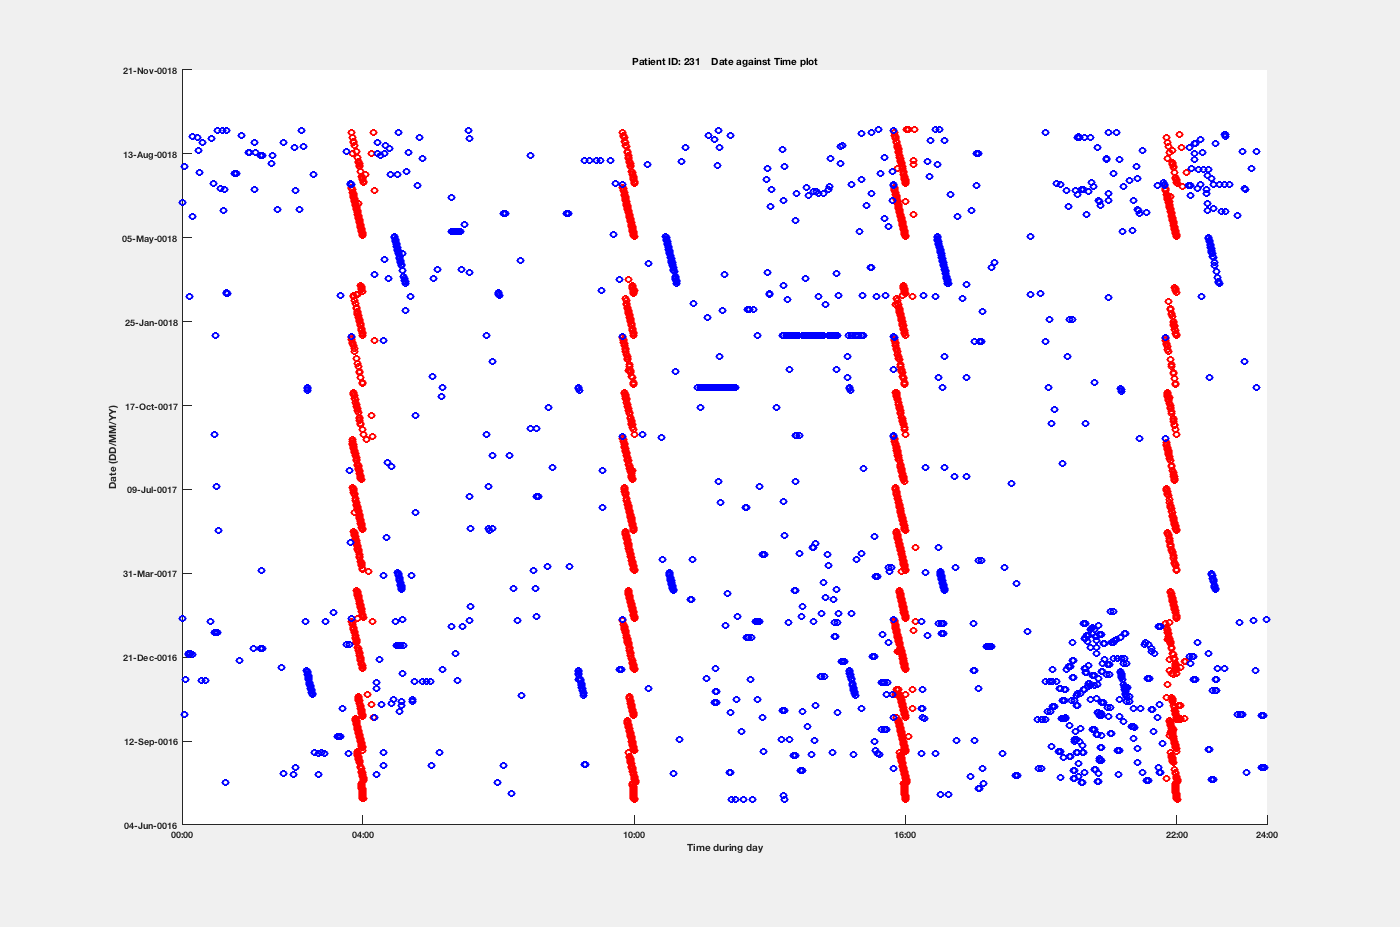 Patient ID: 231    Date against Time plot
21-Nov-0018
13-Aug-0018
05-May-0018
25-Jan-0018
17-Oct-0017
09-Jul-0017
31-Mar-0017
21-Dec-0016
12-Sep-0016
04-Jun-0016
Date (DD/MM/YY)
00:00 04:00 10:00 16:00 22:00 24:00
Time during day